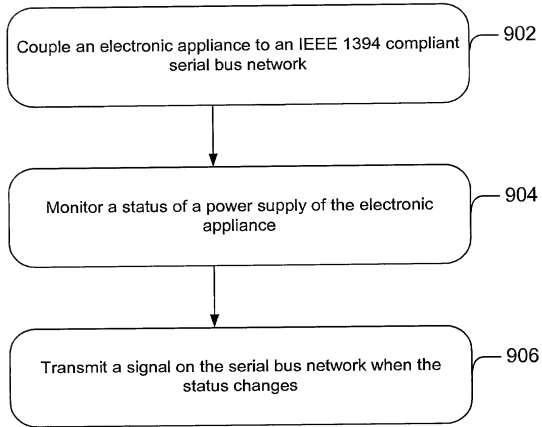 Couple an electronic appliance to an IEEE 1394 compliant
serial bus network
902
Monitor a status of a power supply of the electronic
appliance
904
Transmit a signal on the serial bus network when the
status changes
906